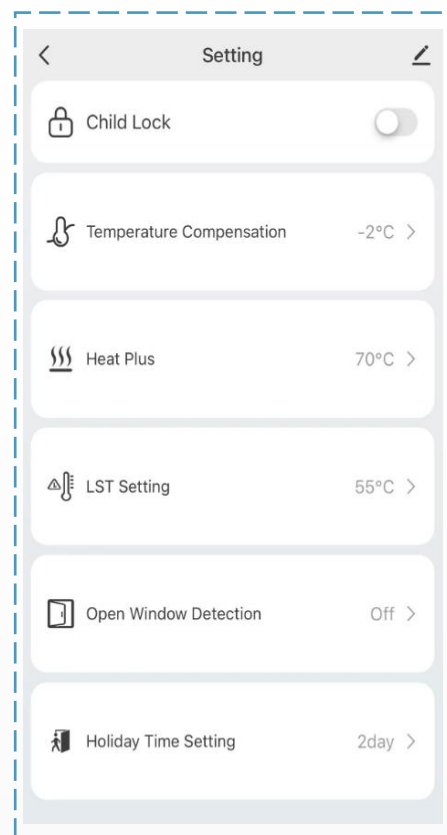 Setting
Child Lock
Temperature Compensation -2°C
Heat Plus 70°C
LST Setting 55°C
Open Window Detection Off
Holiday Time Setting 2day